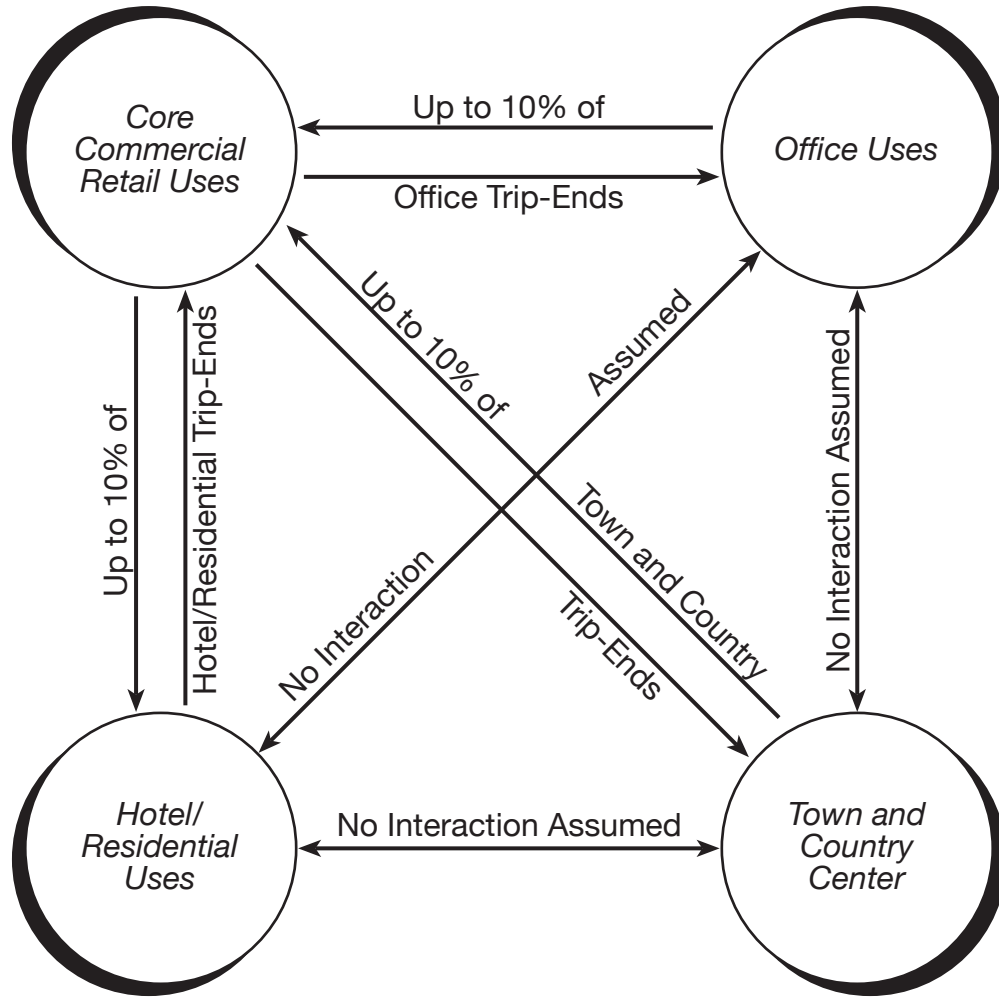 Core
Commercial
Retail Uses
Up to 10% of
Office Trip-Ends
Office Uses
Up to 10% of
Town and Country
Trip-Ends
No Interaction
Assumed
Up to 10% of
Hotel/Residential Trip-Ends
No Interaction Assumed
Hotel/
Residential
Uses
No Interaction Assumed
Town and
Country
Center